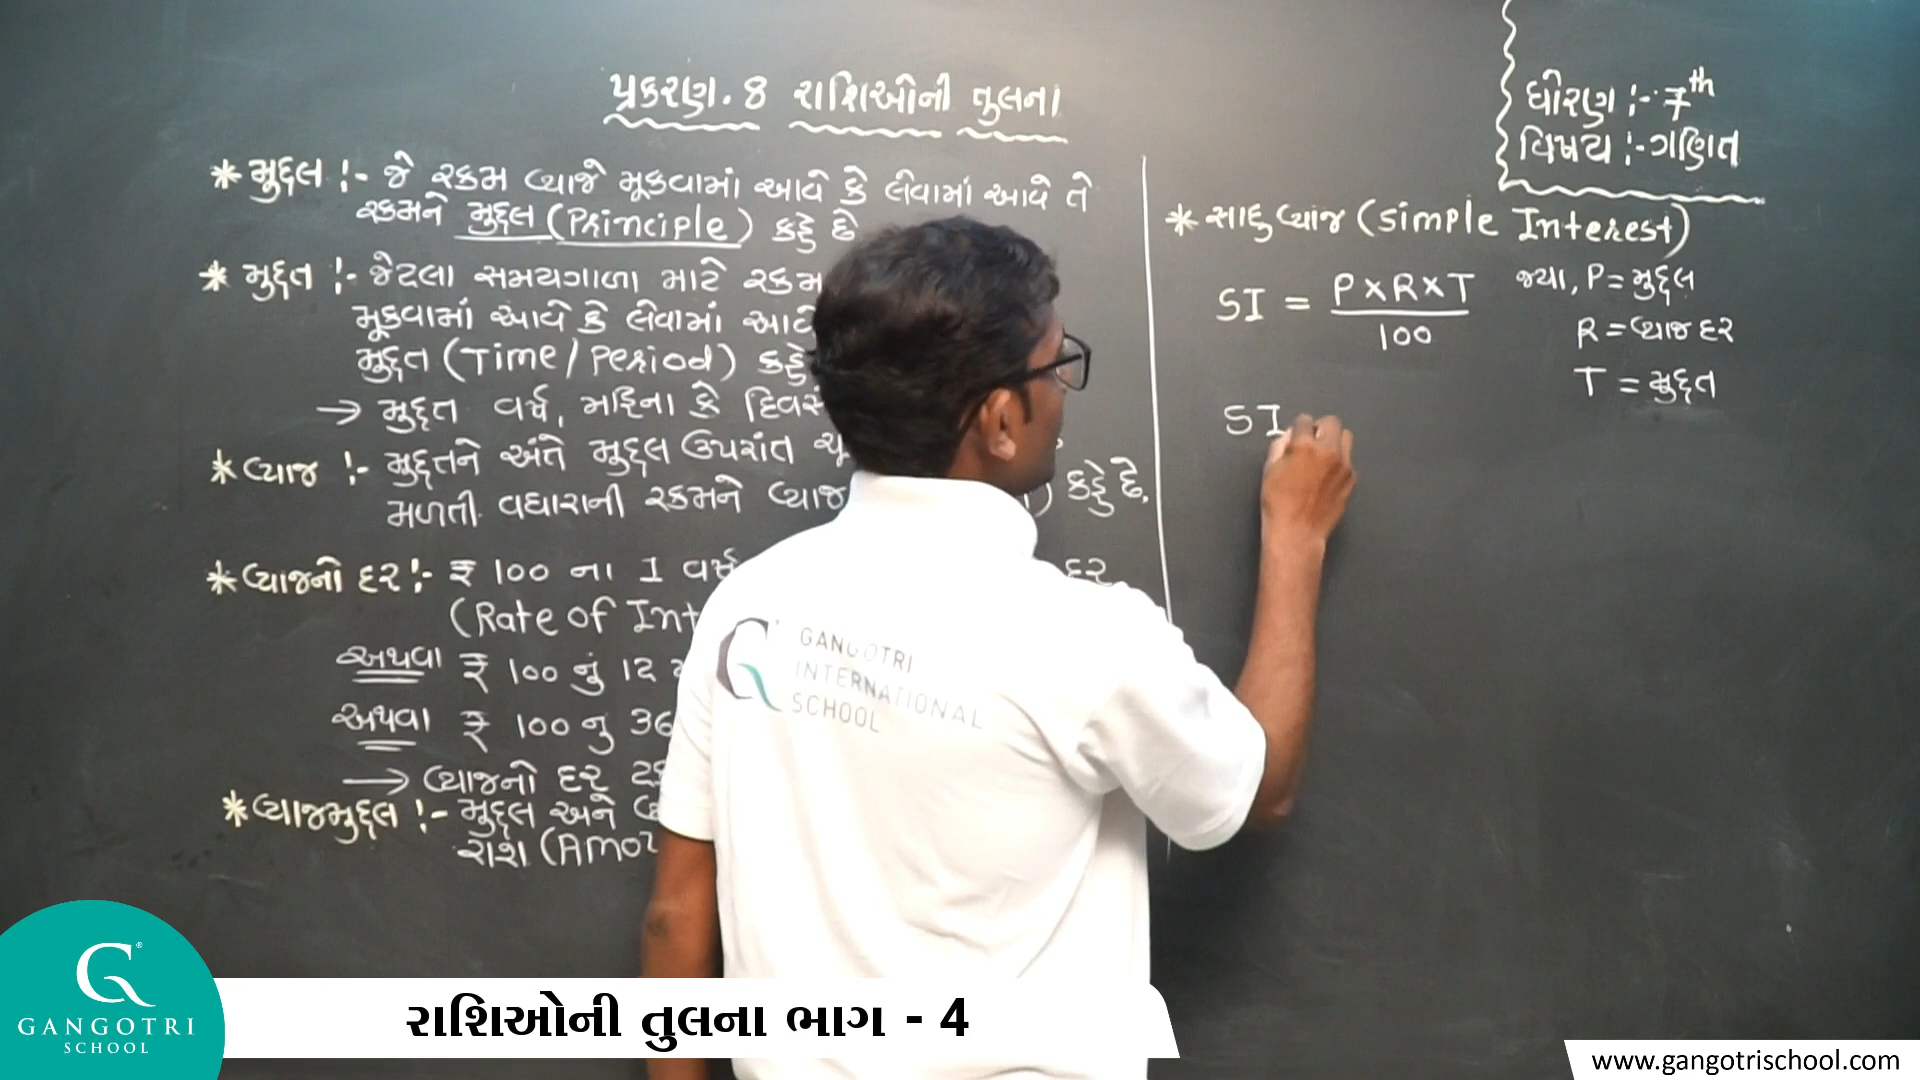 પ્રકરણ. 8 રાશિઓની તુલના
ધોરણ :- 7th
વિષય :- ગણિત
* મુદ્દલ :- જે રકમ વ્યાજે મૂકવામાં આવે કે લેવામાં આવે તે
રકમને મુદ્દલ (Principle) કહે છે
* મુદ્દત :- જેટલા સમયગાળા માટે રકમ
મૂકવામાં આવે કે લેવામાં આવે
મુદ્દત (Time / Period) કહે
→ મુદ્દત વર્ષ, મહિના કે દિવસ
* વ્યાજ :- મુદ્દતને અંતે મુદ્દલ ઉપરાંત
મળતી વધારાની રકમને વ્યાજ ) કહે છે.
* વ્યાજનો દર :- ₹ 100 ના 1 વર્ષ દર
(Rate of Int
અથવા ₹ 100 નું 12
અથવા ₹ 100 નુ 36
→ વ્યાજનો દર
* વ્યાજમુદ્દલ :- મુદ્દલ અને
રાશ (Amo
* સાદુ વ્યાજ (Simple Interest)
SI = P×R×T
100
જ્યા, P = મુદ્દલ
R = વ્યાજ દર
T = મુદ્દત
SI
GANGOTRI
INTERNATIONAL
SCHOOL
GANGOTRI
SCHOOL
રાશિઓની તુલના ભાગ - 4
www.gangotrischool.com